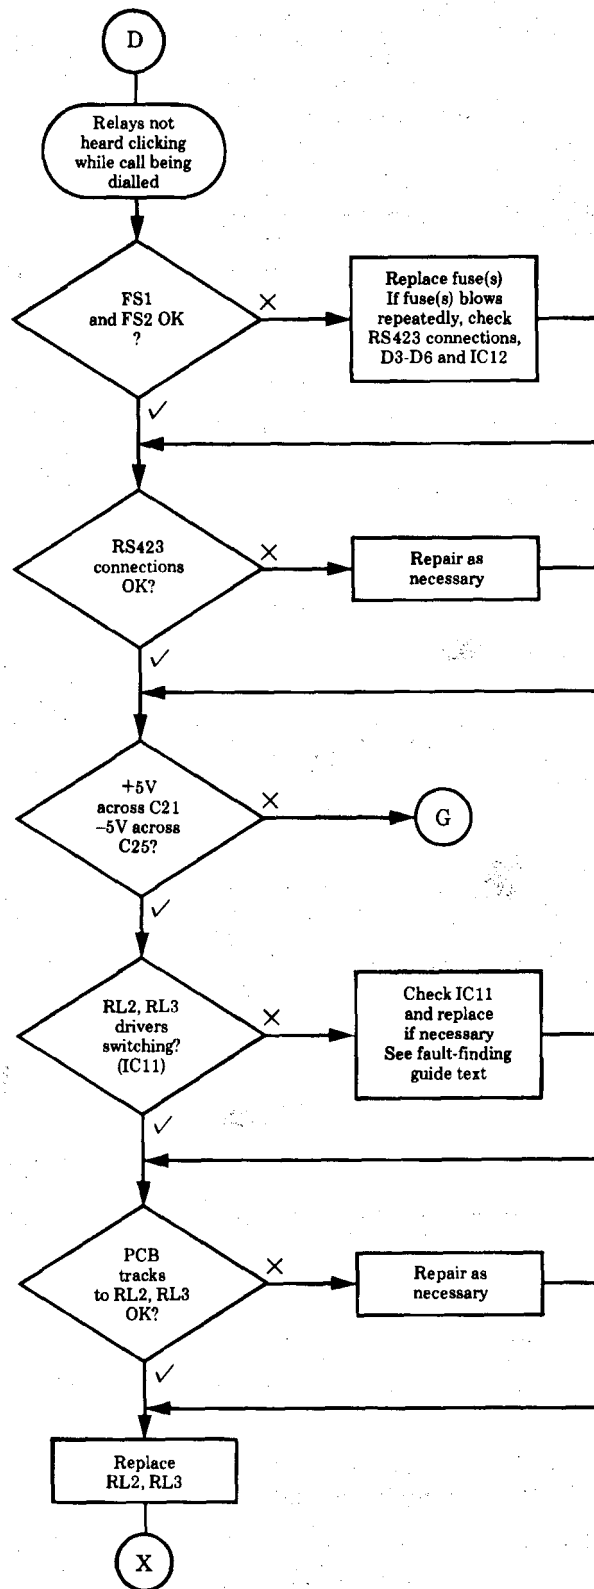 D
Relays not
heard clicking
while call being
dialled
FS1
and FS2 OK
?
✗
Replace fuse(s)
If fuse(s) blows
repeatedly, check
RS423 connections,
D3-D6 and IC12
✓
RS423
connections
OK?
✗
Repair as
necessary
✓
+5V
across C21
–5V across
C25?
✗
G
✓
RL2, RL3
drivers
switching?
(IC11)
✗
Check IC11
and replace
if necessary
See fault-finding
guide text
✓
PCB
tracks
to RL2, RL3
OK?
✗
Repair as
necessary
✓
Replace
RL2, RL3
X